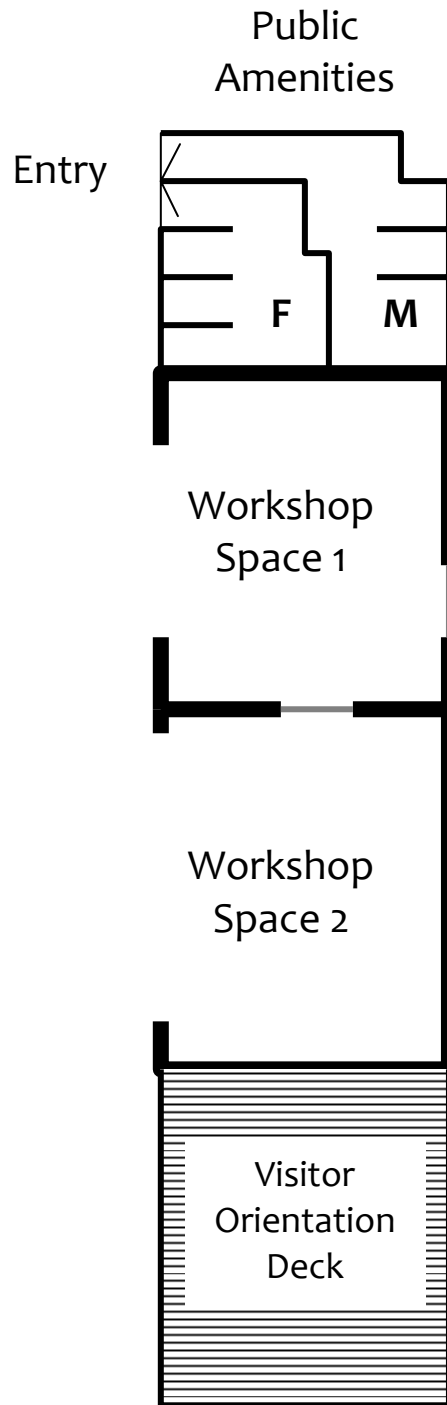 Public
Amenities
Entry
F
M
Workshop
Space 1
Workshop
Space 2
Visitor
Orientation
Deck